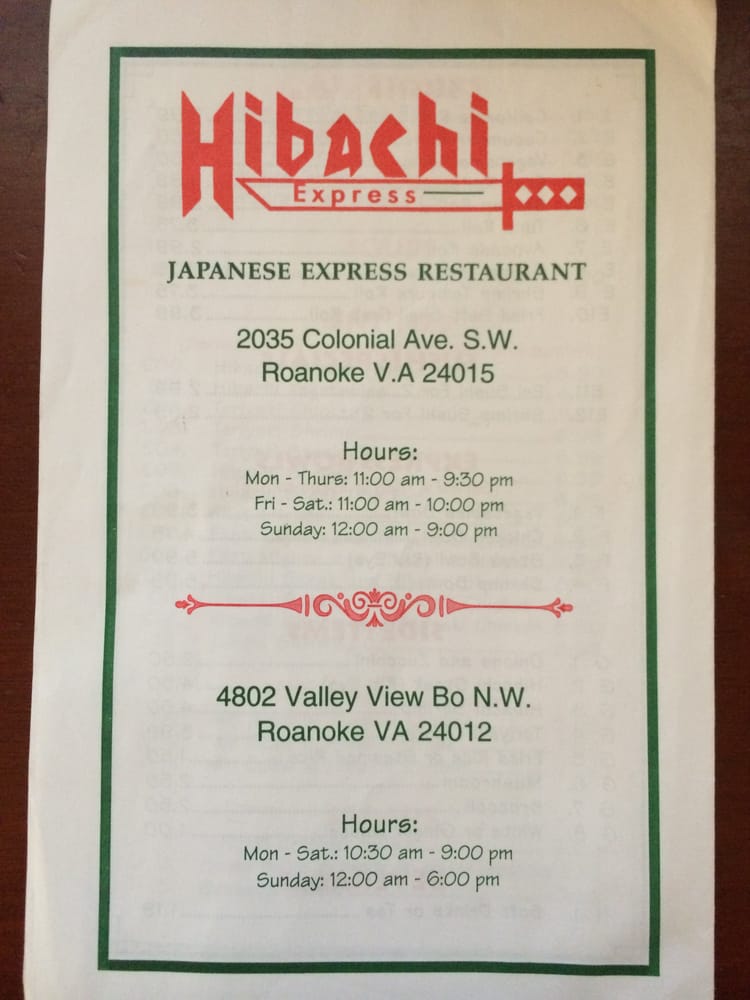 Hibachi
Express
JAPANESE EXPRESS RESTAURANT
2035 Colonial Ave. S.W.
Roanoke V.A 24015
Hours:
Mon - Thurs: 11:00 am - 9:30 pm
Fri - Sat.: 11:00 am - 10:00 pm
Sunday: 12:00 am - 9:00 pm
4802 Valley View Bo N.W.
Roanoke VA 24012
Hours:
Mon - Sat.: 10:30 am - 9:00 pm
Sunday: 12:00 am - 6:00 pm